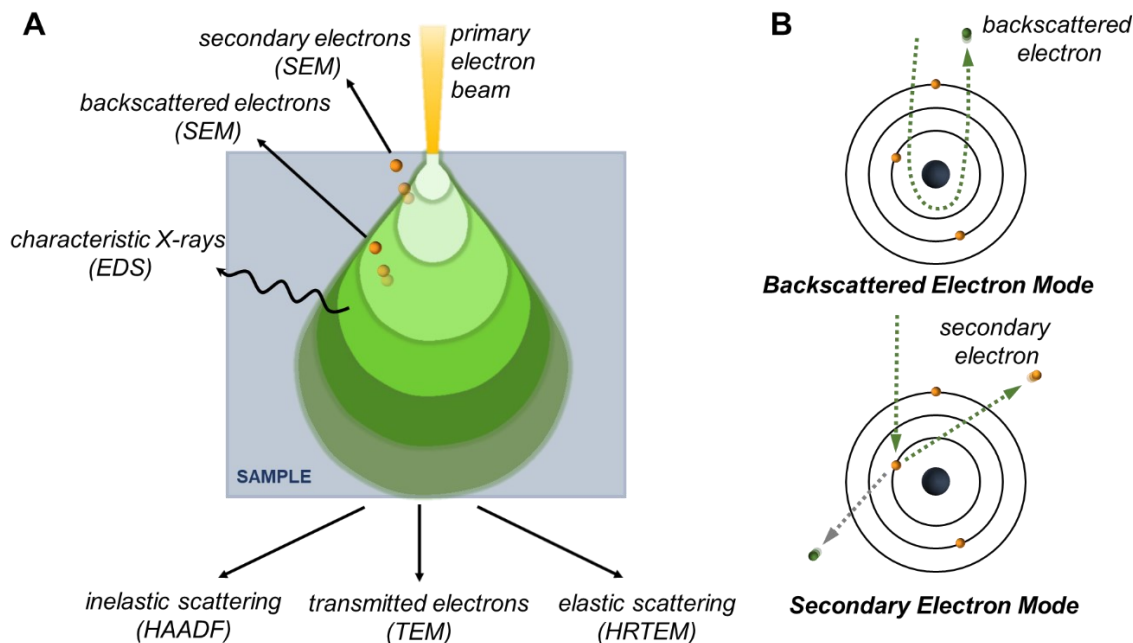 A
secondary electrons
(SEM)
primary
electron
beam
backscattered electrons
(SEM)
characteristic X-rays
(EDS)
SAMPLE
inelastic scattering
(HAADF)
transmitted electrons
(TEM)
elastic scattering
(HRTEM)
B
backscattered
electron
Backscattered Electron Mode
secondary
electron
Secondary Electron Mode